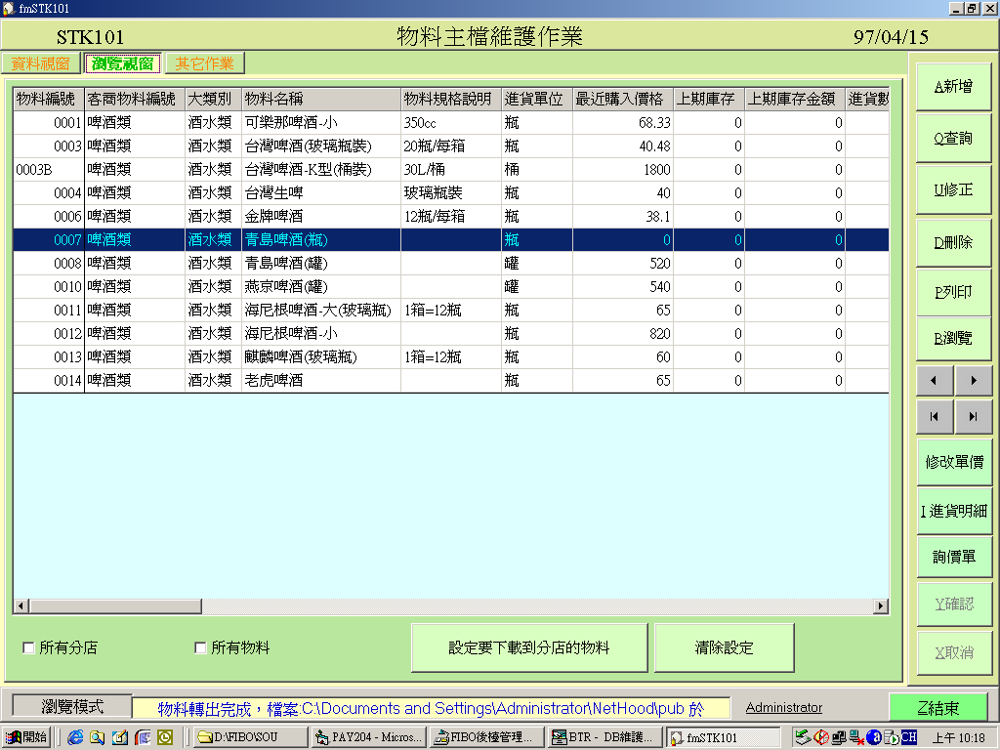 fmSTK101
STK101 物料主檔維護作業 97/04/15
資料視窗 瀏覽視窗 其它作業
物料編號 客商物料編號 大類別 物料名稱 物料規格說明 進貨單位 最近購入價格 上期庫存 上期庫存金額 進貨數
0001 啤酒類 酒水類 可樂那啤酒-小 350cc 瓶 68.33 0 0
0003 啤酒類 酒水類 台灣啤酒(玻璃瓶裝) 20瓶/每箱 瓶 40.48 0 0
0003B 啤酒類 酒水類 台灣啤酒-K型(桶裝) 30L/桶 桶 1800 0 0
0004 啤酒類 酒水類 台灣生啤 玻璃瓶裝 瓶 40 0 0
0006 啤酒類 酒水類 金牌啤酒 12瓶/每箱 瓶 38.1 0 0
0007 啤酒類 酒水類 青島啤酒(瓶) 瓶 0 0 0
0008 啤酒類 酒水類 青島啤酒(罐) 罐 520 0 0
0010 啤酒類 酒水類 燕京啤酒(罐) 罐 540 0 0
0011 啤酒類 酒水類 海尼根啤酒-大(玻璃瓶) 1箱=12瓶 瓶 65 0 0
0012 啤酒類 酒水類 海尼根啤酒-小 瓶 820 0 0
0013 啤酒類 酒水類 麒麟啤酒(玻璃瓶) 1箱=12瓶 瓶 60 0 0
0014 啤酒類 酒水類 老虎啤酒 瓶 65 0 0
A新增
Q查詢
U修正
D刪除
P列印
B瀏覽
修改單價
I 進貨明細
詢價單
Y確認
X取消
所有分店 所有物料 設定要下載到分店的物料 清除設定
瀏覽模式 物料轉出完成，檔案:C:\Documents and Settings\Administrator\NetHood\pub 於 Administrator Z結束
開始 D:\FIBO\SOU PAY204 - Micros... FIBO後檯管理... BTR - DB維護... fmSTK101 CH 上午 10:18